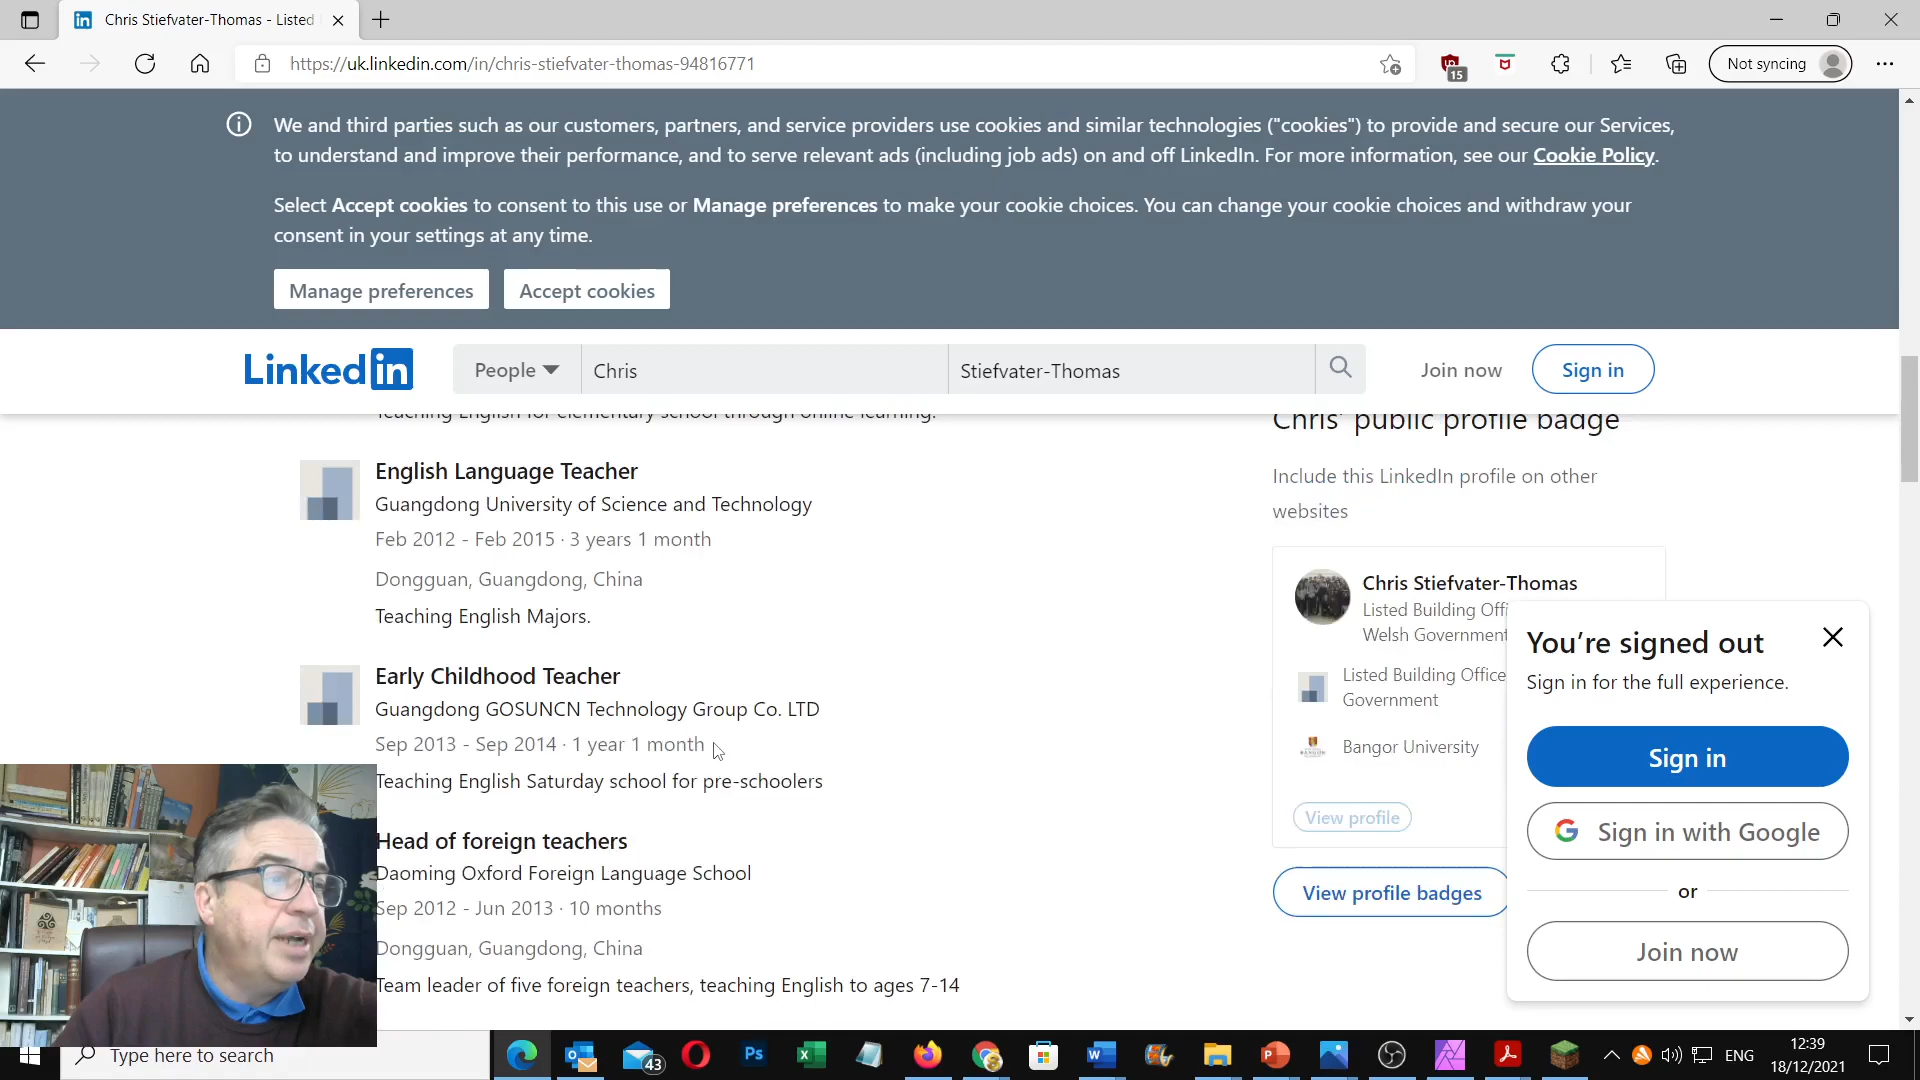 Chris Stiefvater-Thomas - Listed
https://uk.linkedin.com/in/chris-stiefvater-thomas-94816771
15
Not syncing
We and third parties such as our customers, partners, and service providers use cookies and similar technologies ("cookies") to provide and secure our Services,
to understand and improve their performance, and to serve relevant ads (including job ads) on and off LinkedIn. For more information, see our Cookie Policy.
Select Accept cookies to consent to this use or Manage preferences to make your cookie choices. You can change your cookie choices and withdraw your
consent in your settings at any time.
Manage preferences
Accept cookies
Linkedin
People
Chris
Stiefvater-Thomas
Join now
Sign in
Teaching English for elementary school through online learning.
English Language Teacher
Guangdong University of Science and Technology
Feb 2012 - Feb 2015 · 3 years 1 month
Dongguan, Guangdong, China
Teaching English Majors.
Early Childhood Teacher
Guangdong GOSUNCN Technology Group Co. LTD
Sep 2013 - Sep 2014 · 1 year 1 month
Teaching English Saturday school for pre-schoolers
Head of foreign teachers
Daoming Oxford Foreign Language School
Sep 2012 - Jun 2013 · 10 months
Dongguan, Guangdong, China
Team leader of five foreign teachers, teaching English to ages 7-14
Chris' public profile badge
Include this LinkedIn profile on other
websites
Chris Stiefvater-Thomas
Listed Building Offi
Welsh Government
Listed Building Office
Government
Bangor University
View profile
View profile badges
You're signed out
Sign in for the full experience.
Sign in
Sign in with Google
or
Join now
Type here to search
Ps
43
ENG
12:39
18/12/2021